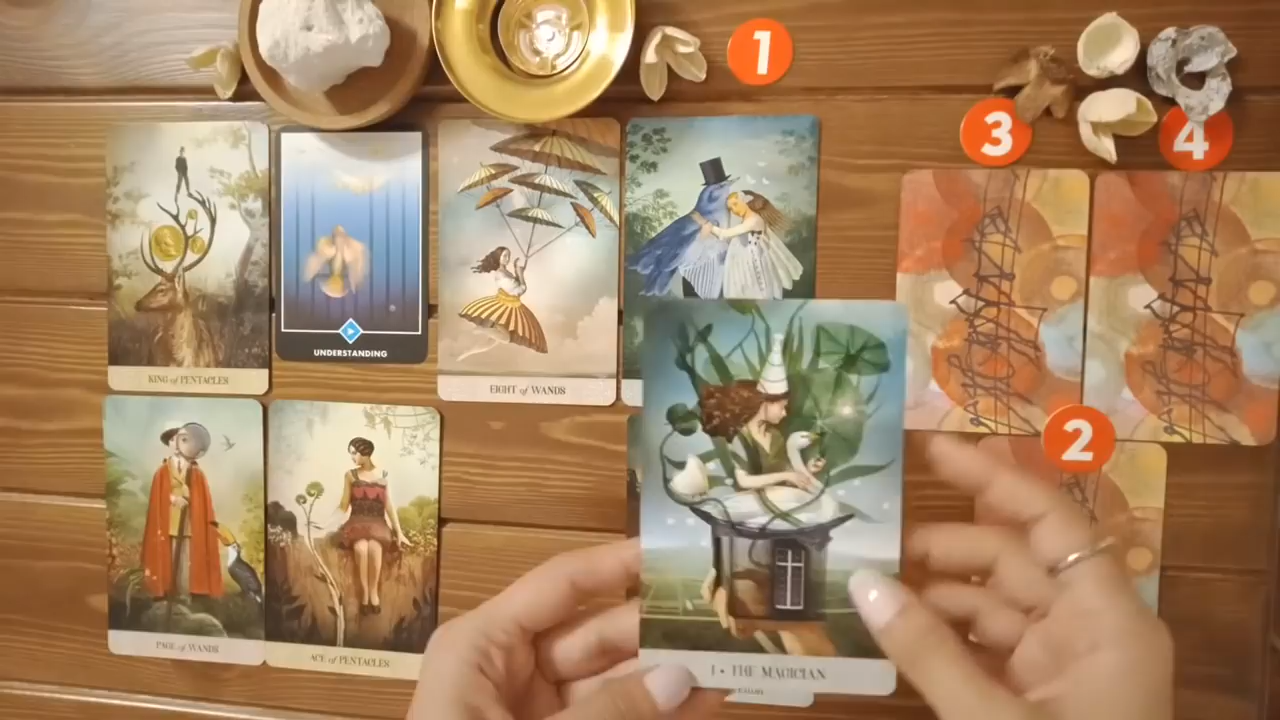 1
3
4
KING of PENTACLES
UNDERSTANDING
EIGHT of WANDS
2
PAGE of WANDS
ACE of PENTACLES
I • THE MAGICIAN